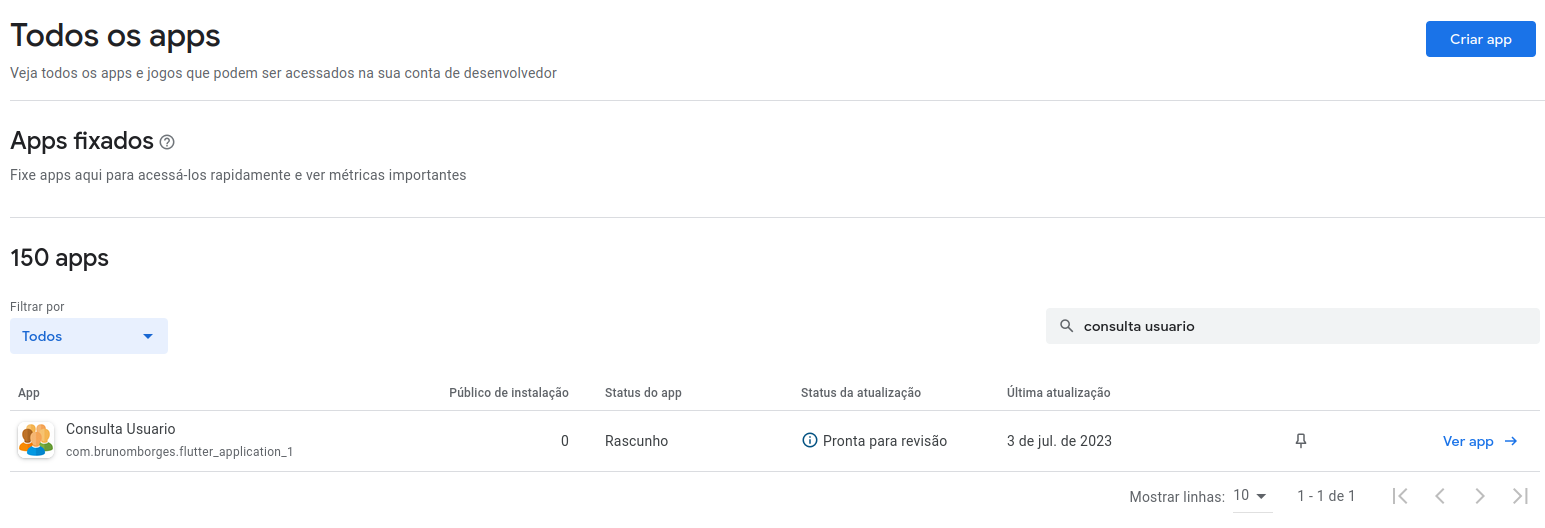 Todos os apps
Criar app
Veja todos os apps e jogos que podem ser acessados na sua conta de desenvolvedor
Apps fixados
Fixe apps aqui para acessá-los rapidamente e ver métricas importantes
150 apps
Filtrar por
Todos
consulta usuario
App Público de instalação Status do app Status da atualização Última atualização
Consulta Usuario
com.brunomborges.flutter_application_1
0 Rascunho Pronta para revisão 3 de jul. de 2023 Ver app
Mostrar linhas: 10 1 - 1 de 1